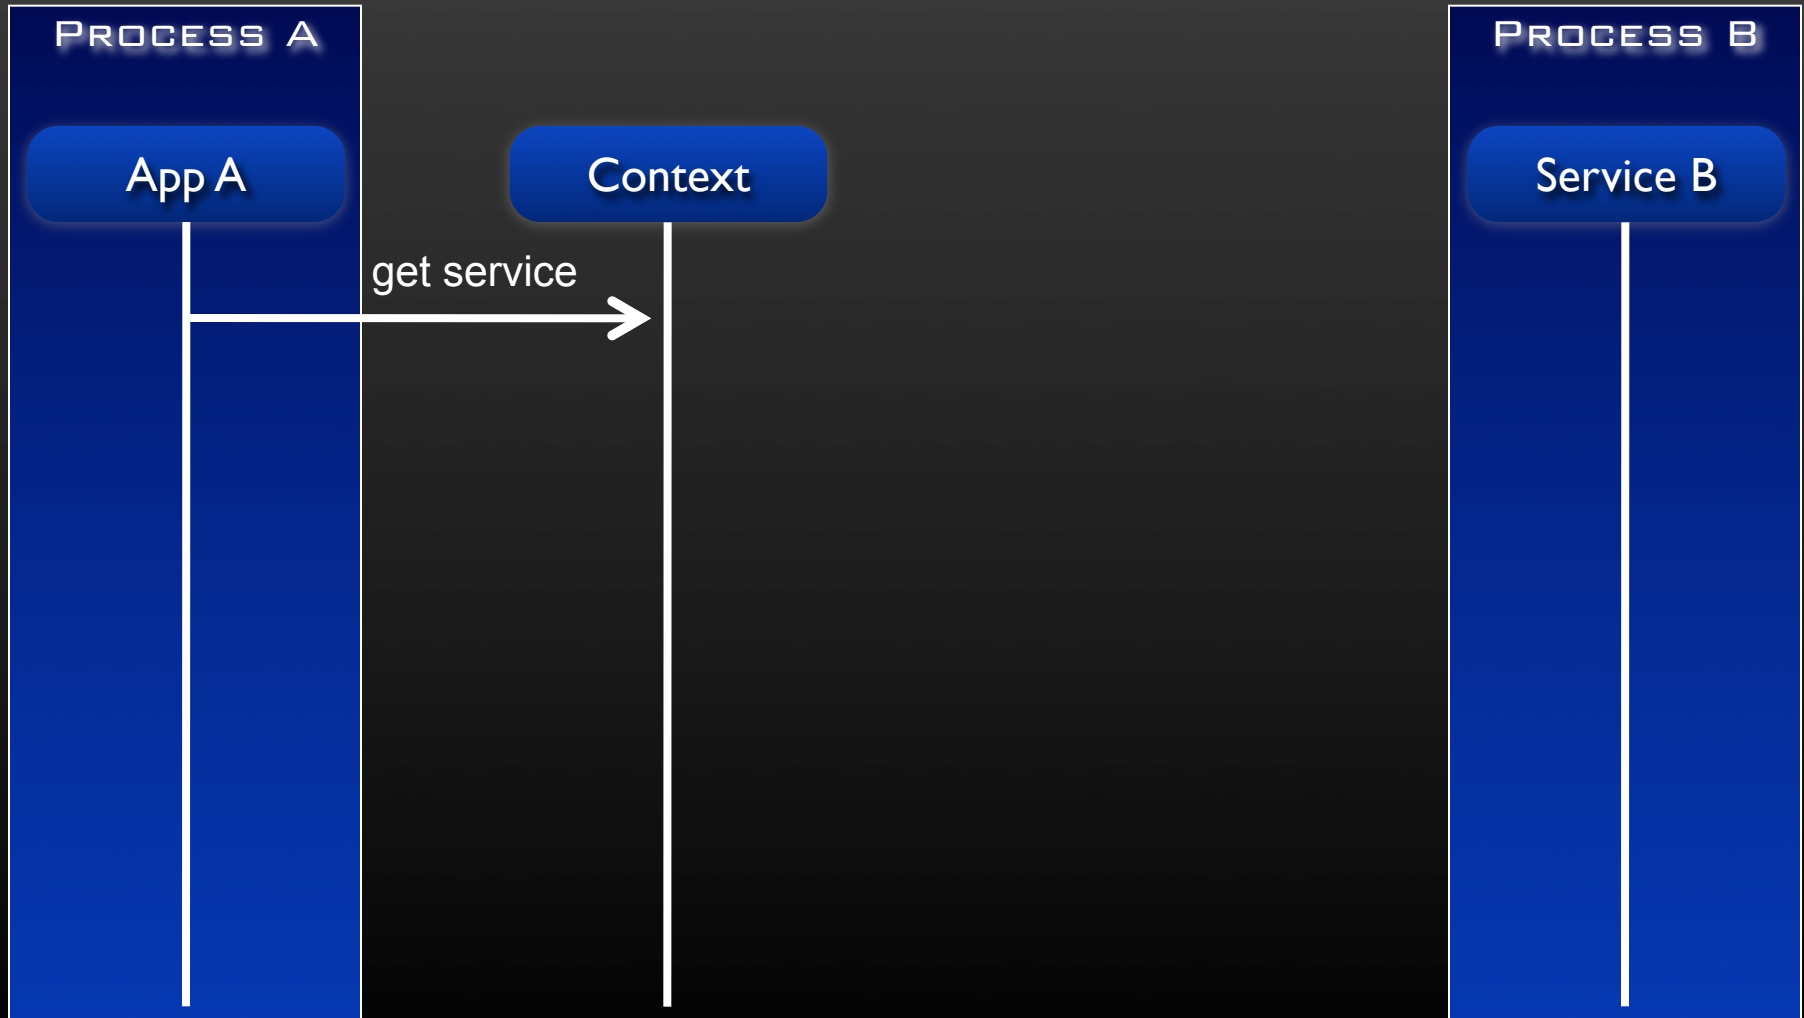 Process A
Process B
App A
Context
Service B
get service